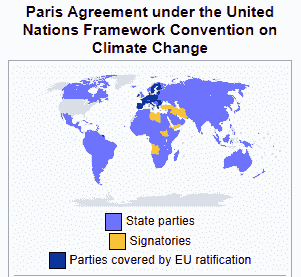 Paris Agreement under the United
Nations Framework Convention on
Climate Change
State parties
Signatories
Parties covered by EU ratification